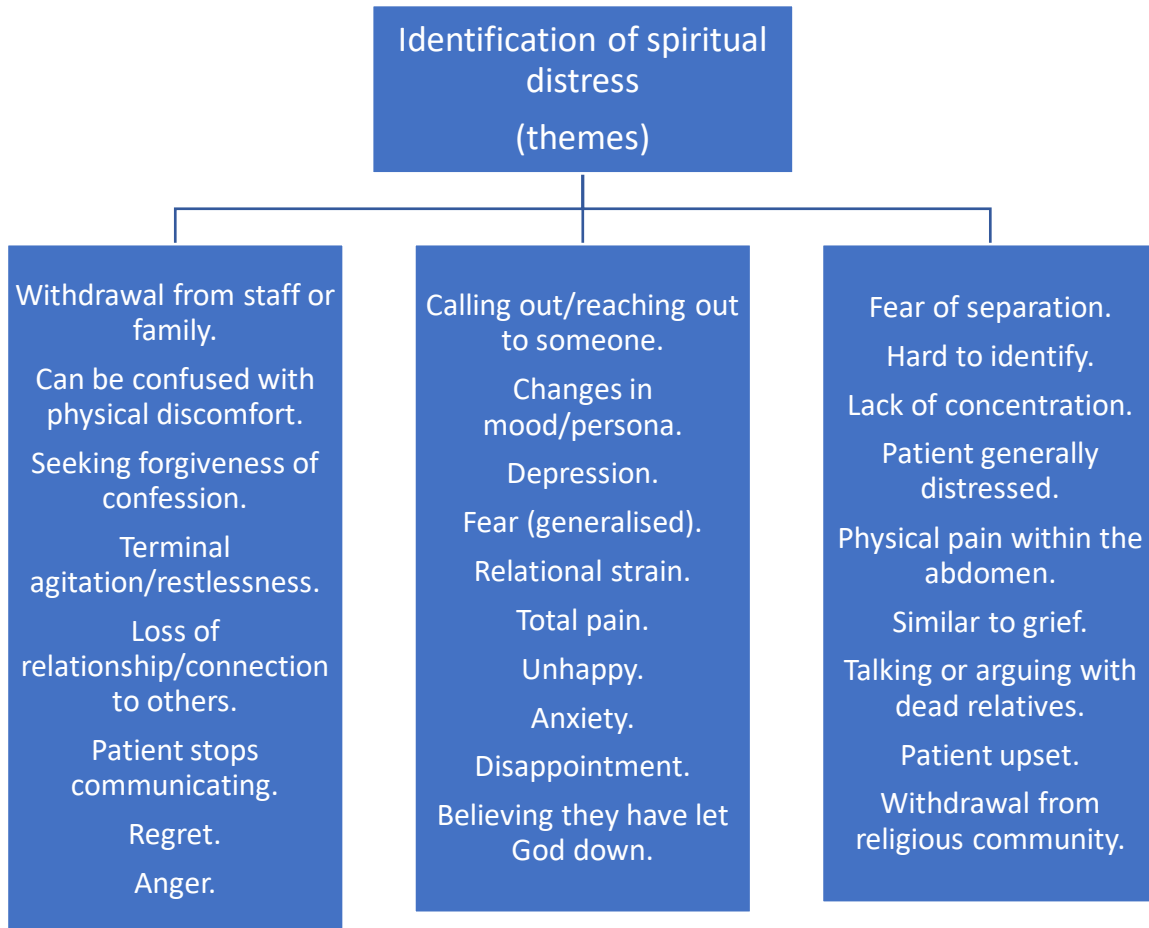 Identification of spiritual
distress
(themes)
Withdrawal from staff or
family.
Can be confused with
physical discomfort.
Seeking forgiveness of
confession.
Terminal
agitation/restlessness.
Loss of
relationship/connection
to others.
Patient stops
communicating.
Regret.
Anger.
Calling out/reaching out
to someone.
Changes in
mood/persona.
Depression.
Fear (generalised).
Relational strain.
Total pain.
Unhappy.
Anxiety.
Disappointment.
Believing they have let
God down.
Fear of separation.
Hard to identify.
Lack of concentration.
Patient generally
distressed.
Physical pain within the
abdomen.
Similar to grief.
Talking or arguing with
dead relatives.
Patient upset.
Withdrawal from
religious community.